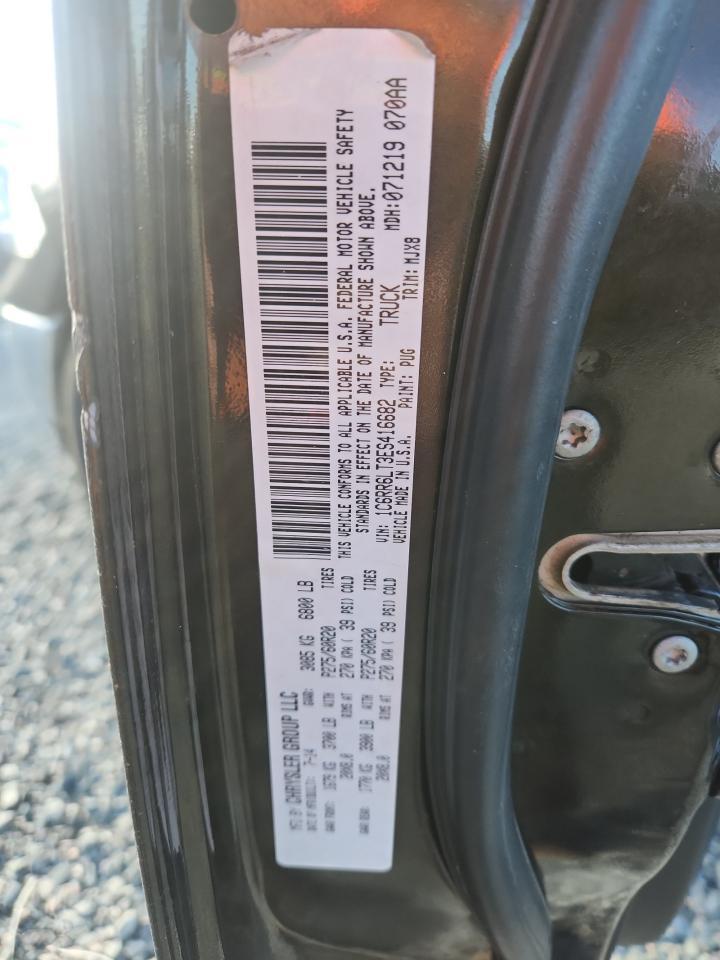 MFD BY CHRYSLER GROUP LLC
DATE OF MFR 7-14 GVWR: 3085 KG 6800 LB
GAWR FRONT: 1679 KG 3700 LB WITH P275/60R20 TIRES
20X8.0 RIMS AT 270 KPA ( 39 PSI) COLD
GAWR REAR: 1770 KG 3900 LB WITH P275/60R20 TIRES
20X8.0 RIMS AT 270 KPA ( 39 PSI) COLD
THIS VEHICLE CONFORMS TO ALL APPLICABLE U.S.A. FEDERAL MOTOR VEHICLE SAFETY
STANDARDS IN EFFECT ON THE DATE OF MANUFACTURE SHOWN ABOVE.
VIN: 1C6RR6LT3ES416682 TYPE: TRUCK MDH:071219 070AA
VEHICLE MADE IN U.S.A. PAINT: PUG TRIM: MJX8